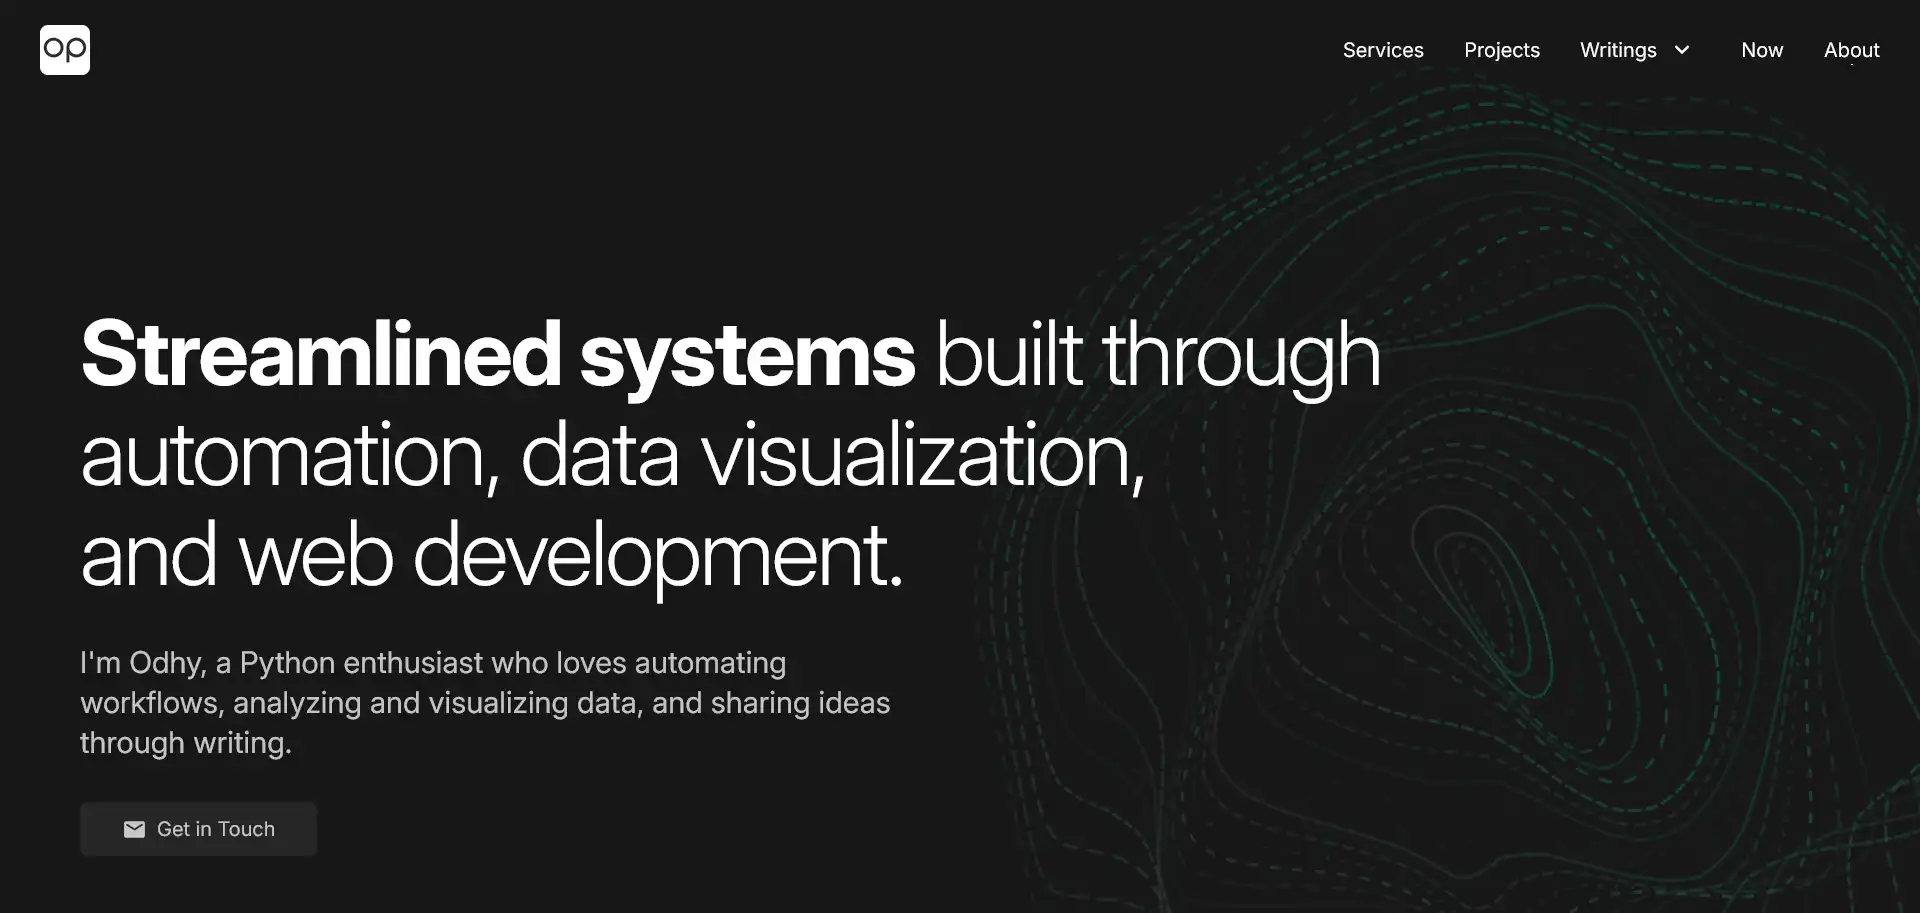 op
Services Projects Writings Now About
Streamlined systems built through
automation, data visualization,
and web development.
I'm Odhy, a Python enthusiast who loves automating
workflows, analyzing and visualizing data, and sharing ideas
through writing.
Get in Touch